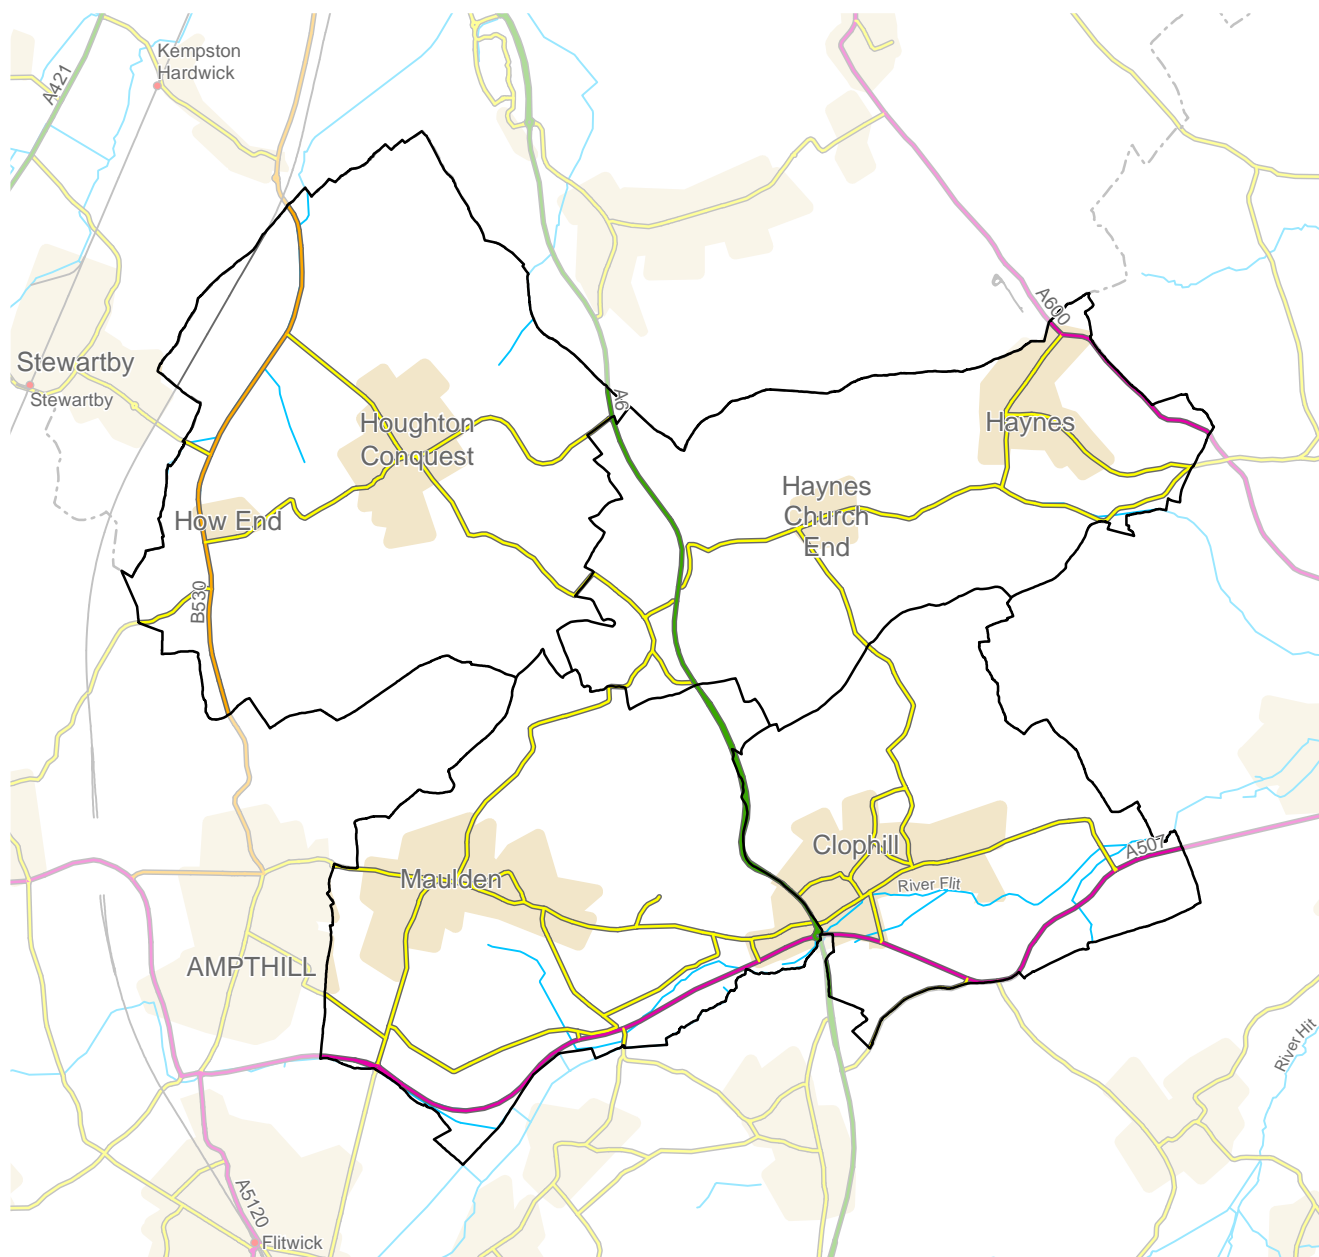 Kempston
Hardwick
A421
A600
Stewartby
Stewartby
A6
Houghton
Conquest
Haynes
Haynes
Church
End
How End
B530
Clophill
A507
Maulden
River Flit
AMPTHILL
River Hit
A5120
Flitwick